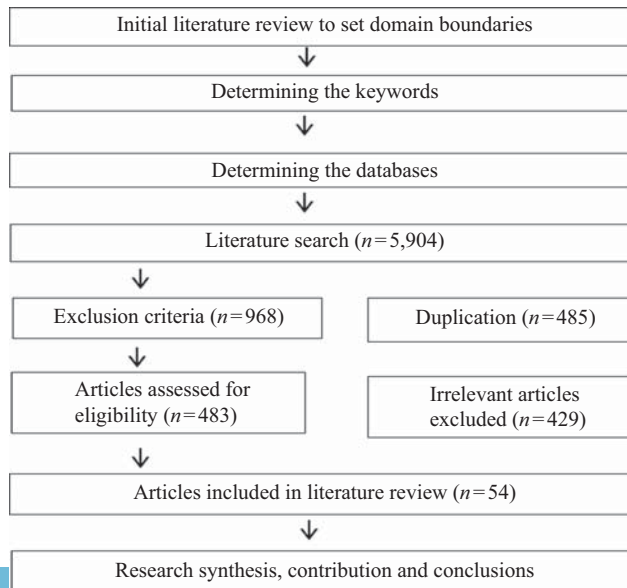 Initial literature review to set domain boundaries
Determining the keywords
Determining the databases
Literature search (n=5,904)
Exclusion criteria (n=968)
Duplication (n=485)
Articles assessed for
eligibility (n=483)
Irrelevant articles
excluded (n=429)
Articles included in literature review (n=54)
Research synthesis, contribution and conclusions